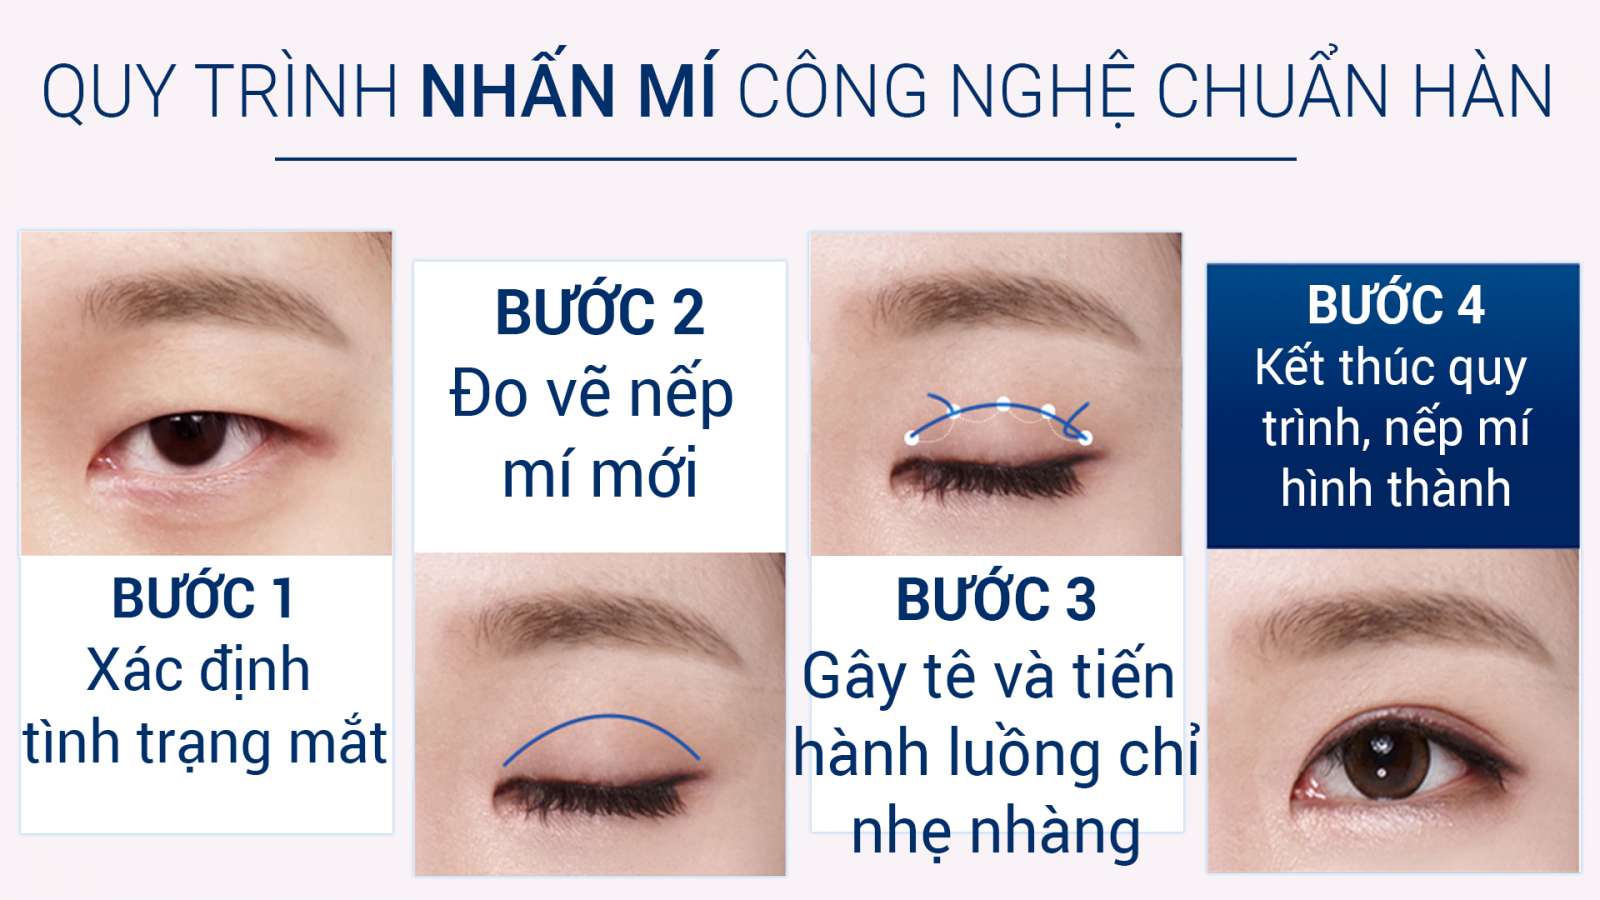 QUY TRÌNH NHẤN MÍ CÔNG NGHỆ CHUẨN HÀN
BƯỚC 1
Xác định
tình trạng mắt
BƯỚC 2
Đo vẽ nếp
mí mới
BƯỚC 3
Gây tê và tiến
hành luồng chỉ
nhẹ nhàng
BƯỚC 4
Kết thúc quy
trình, nếp mí
hình thành